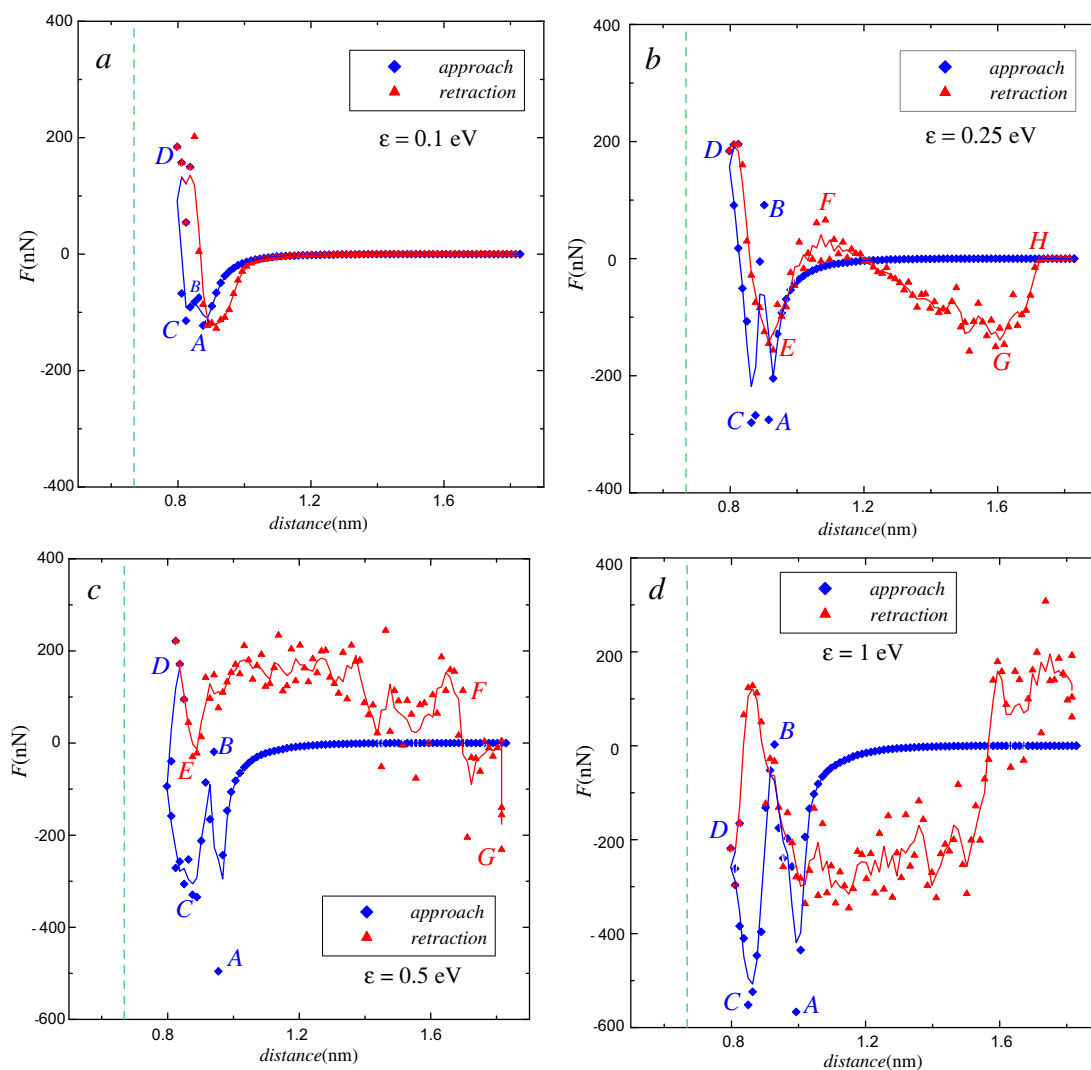 400
a
approach
retraction
ε = 0.1 eV
200
D
0
B
C
A
-200
-400
0.8
1.2
1.6
F(nN)
distance(nm)
400
b
approach
retraction
ε = 0.25 eV
200
D
B
F
H
0
E
G
C
A
-200
-400
0.8
1.2
1.6
F(nN)
distance(nm)
400
c
200
D
F
B
E
0
-200
G
C
A
approach
retraction
ε = 0.5 eV
-400
-600
0.8
1.2
1.6
F(nN)
distance(nm)
400
d
approach
retraction
ε = 1 eV
200
B
0
D
-200
-400
C
A
-600
0.8
1.2
1.6
F(nN)
distance(nm)